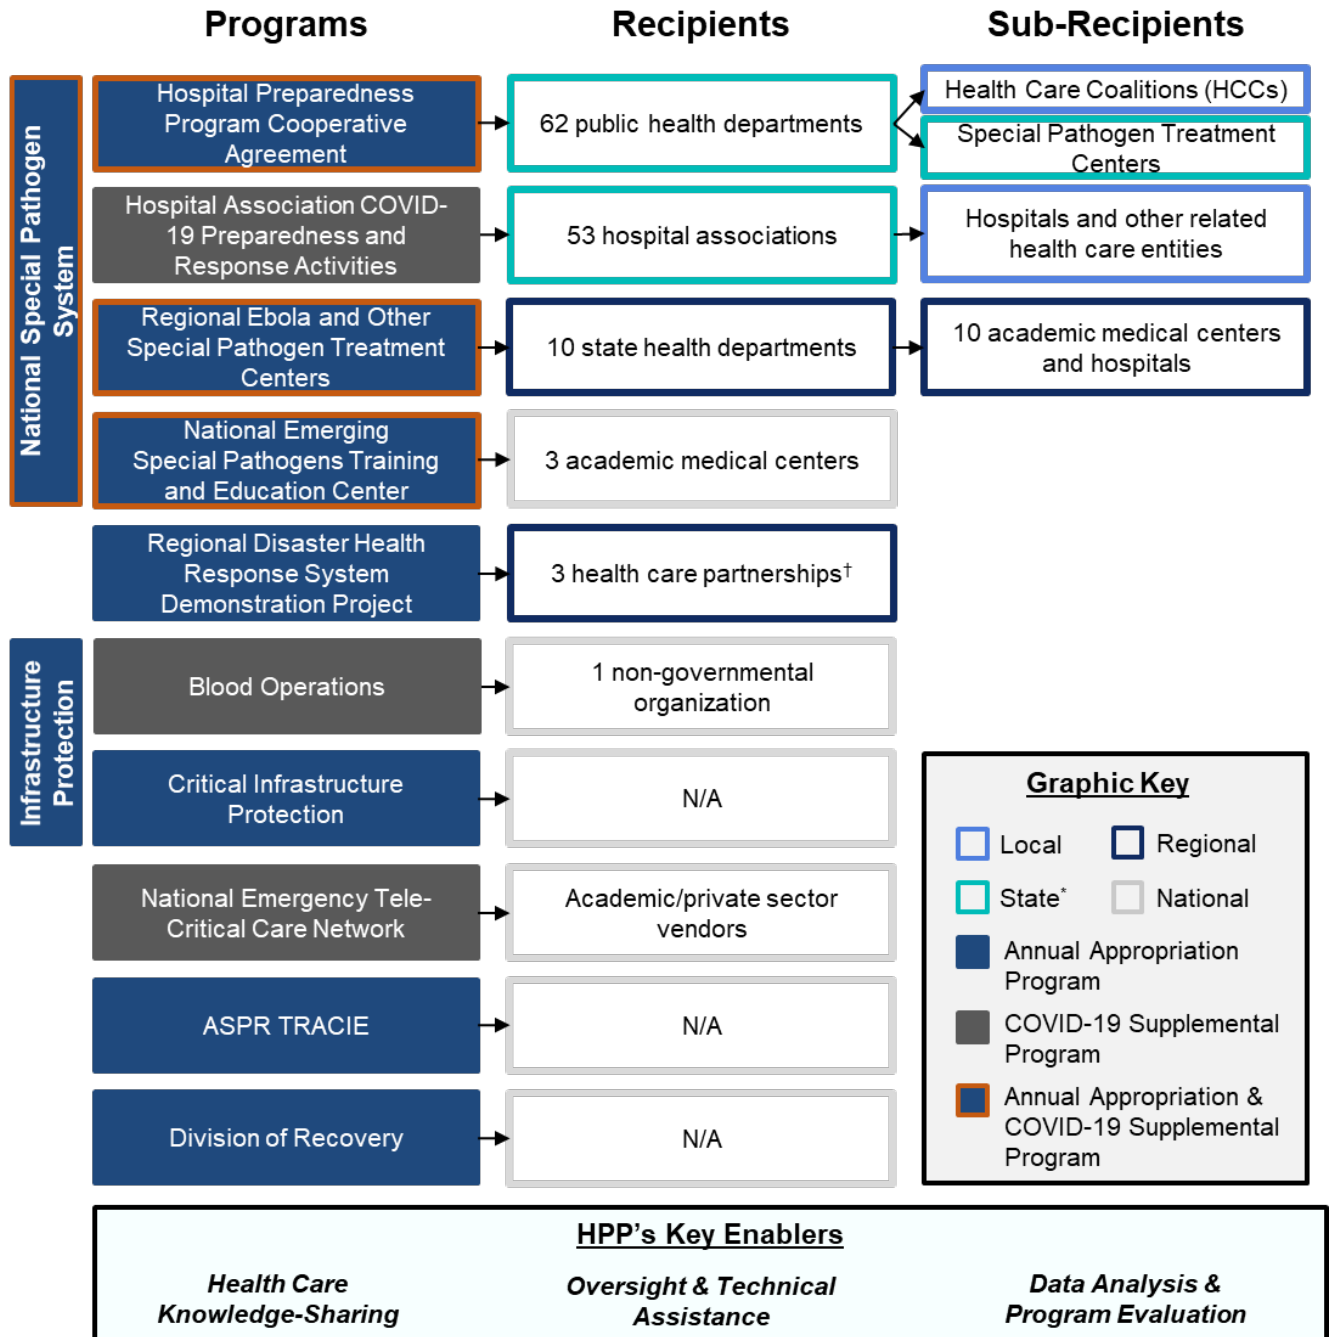 Programs
Recipients
Sub-Recipients
National Special Pathogen
System
Hospital Preparedness
Program Cooperative
Agreement
62 public health departments
Health Care Coalitions (HCCs)
Special Pathogen Treatment
Centers
Hospital Association COVID-
19 Preparedness and
Response Activities
53 hospital associations
Hospitals and other related
health care entities
Regional Ebola and Other
Special Pathogen Treatment
Centers
10 state health departments
10 academic medical centers
and hospitals
National Emerging
Special Pathogens Training
and Education Center
3 academic medical centers
Regional Disaster Health
Response System
Demonstration Project
3 health care partnerships†
Infrastructure
Protection
Blood Operations
1 non-governmental
organization
Critical Infrastructure
Protection
N/A
National Emergency Tele-
Critical Care Network
Academic/private sector
vendors
ASPR TRACIE
N/A
Division of Recovery
N/A
Graphic Key
Local
Regional
State*
National
Annual Appropriation
Program
COVID-19 Supplemental
Program
Annual Appropriation &
COVID-19 Supplemental
Program
HPP's Key Enablers
Health Care
Knowledge-Sharing
Oversight & Technical
Assistance
Data Analysis &
Program Evaluation